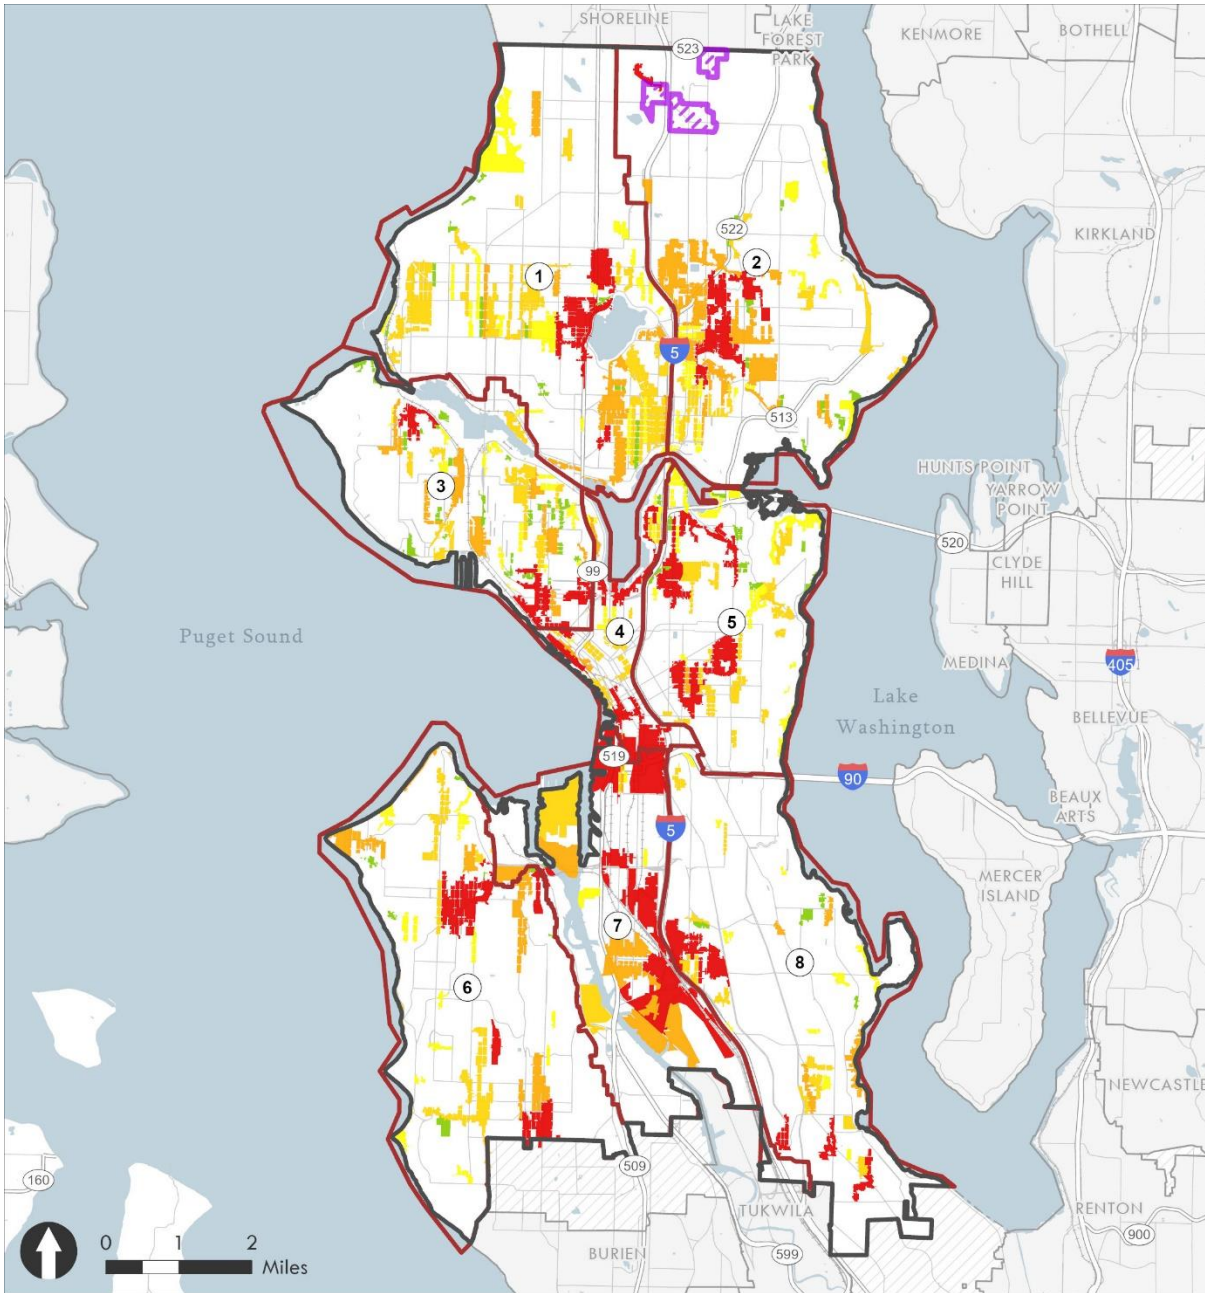 SHORELINE
LAKE
FOREST
PARK
KENMORE
BOTHELL
523
522
KIRKLAND
1
2
5
513
3
HUNTS POINT
YARROW
POINT
520
CLYDE
HILL
99
4
5
Puget Sound
405
MEDINA
Lake
Washington
BELLEVUE
519
90
BEAUX
ARTS
5
MERCER
ISLAND
7
8
6
NEWCASTLE
160
509
TUKWILA
RENTON
900
599
BURIEN
0 1 2
Miles